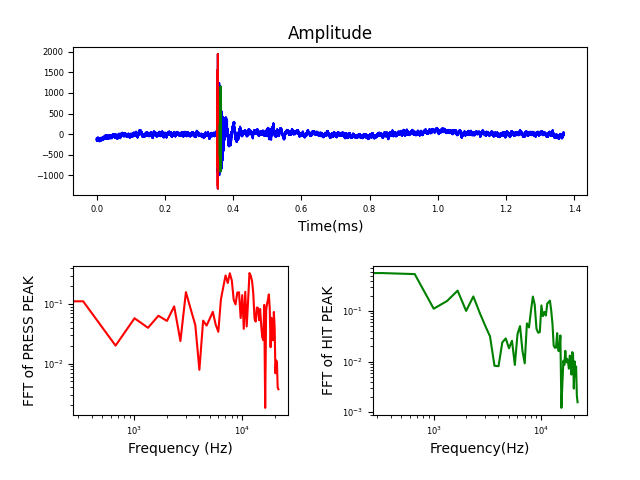 Amplitude
2000
1500
1000
500
0
−500
−1000
0.0 0.2 0.4 0.6 0.8 1.0 1.2 1.4
Time(ms)
FFT of PRESS PEAK
10⁻¹
10⁻²
10³ 10⁴
Frequency (Hz)
FFT of HIT PEAK
10⁻¹
10⁻²
10⁻³
10³ 10⁴
Frequency(Hz)